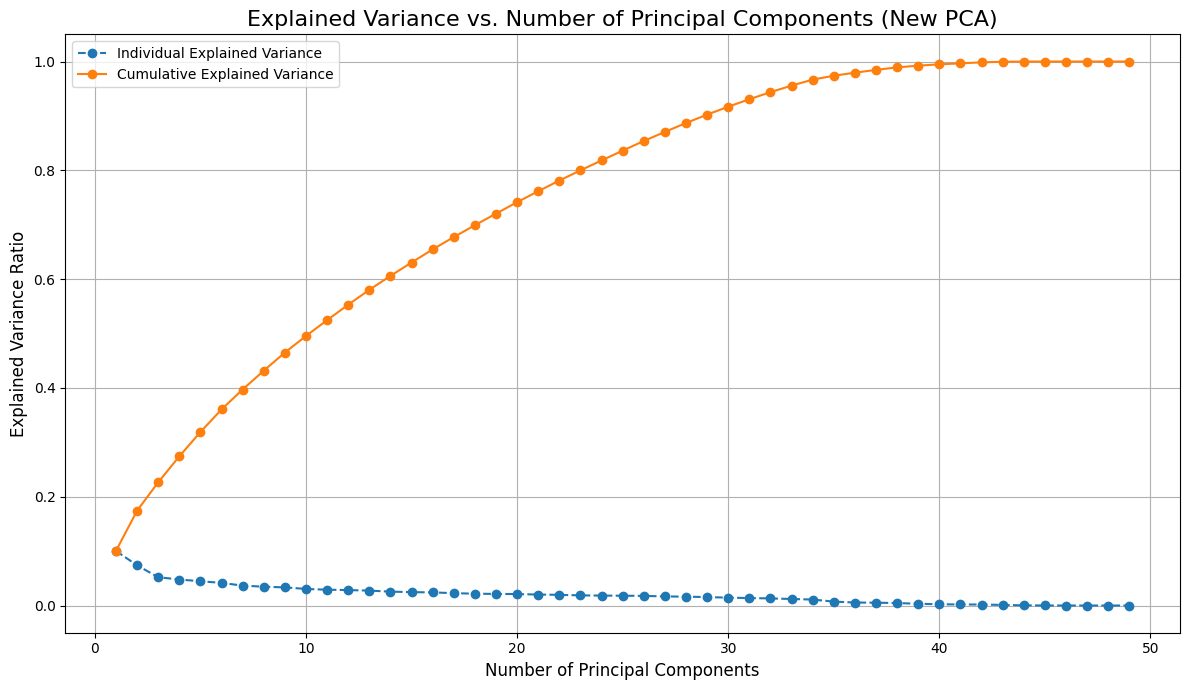 Explained Variance vs. Number of Principal Components (New PCA)
Individual Explained Variance
Cumulative Explained Variance
Explained Variance Ratio
1.0
0.8
0.6
0.4
0.2
0.0
0
10
20
30
40
50
Number of Principal Components